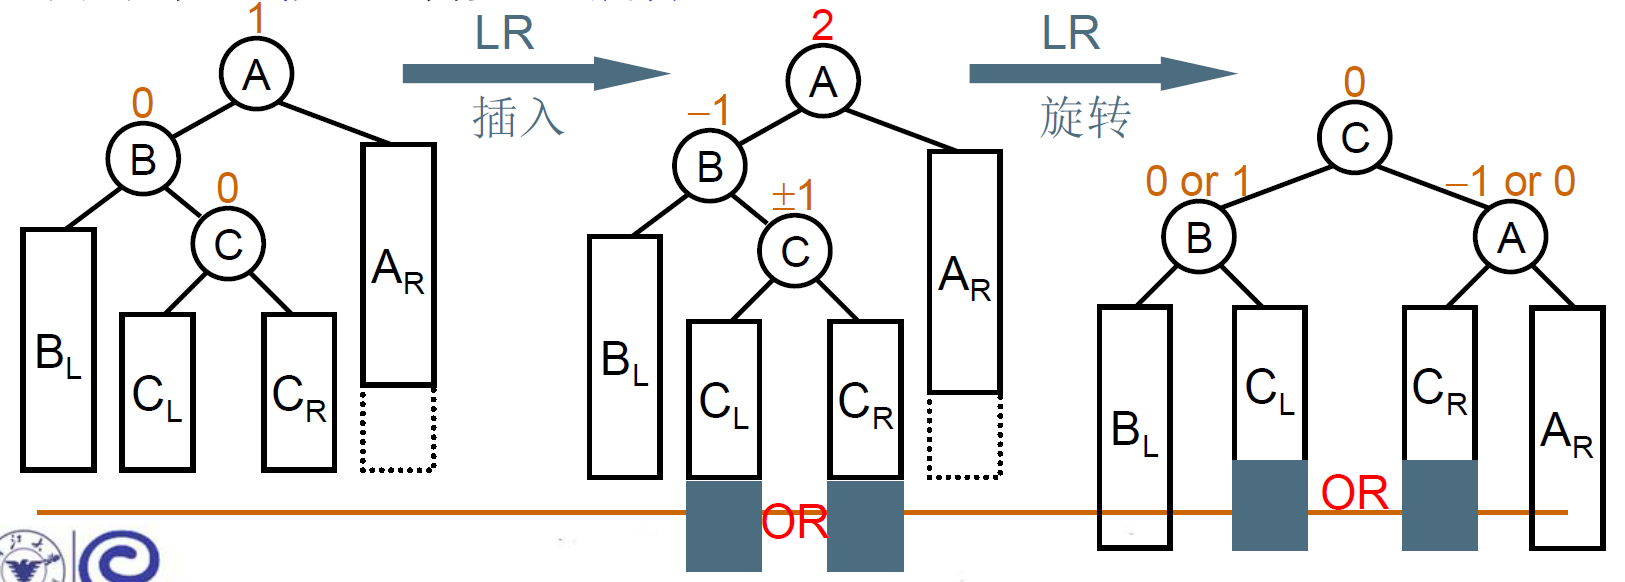 1
A
0
B
0
C
B_L
C_L
C_R
A_R
LR
插入
2
A
–1
B
±1
C
B_L
C_L
C_R
A_R
OR
LR
旋转
0
C
0 or 1
–1 or 0
B
A
B_L
C_L
C_R
A_R
OR